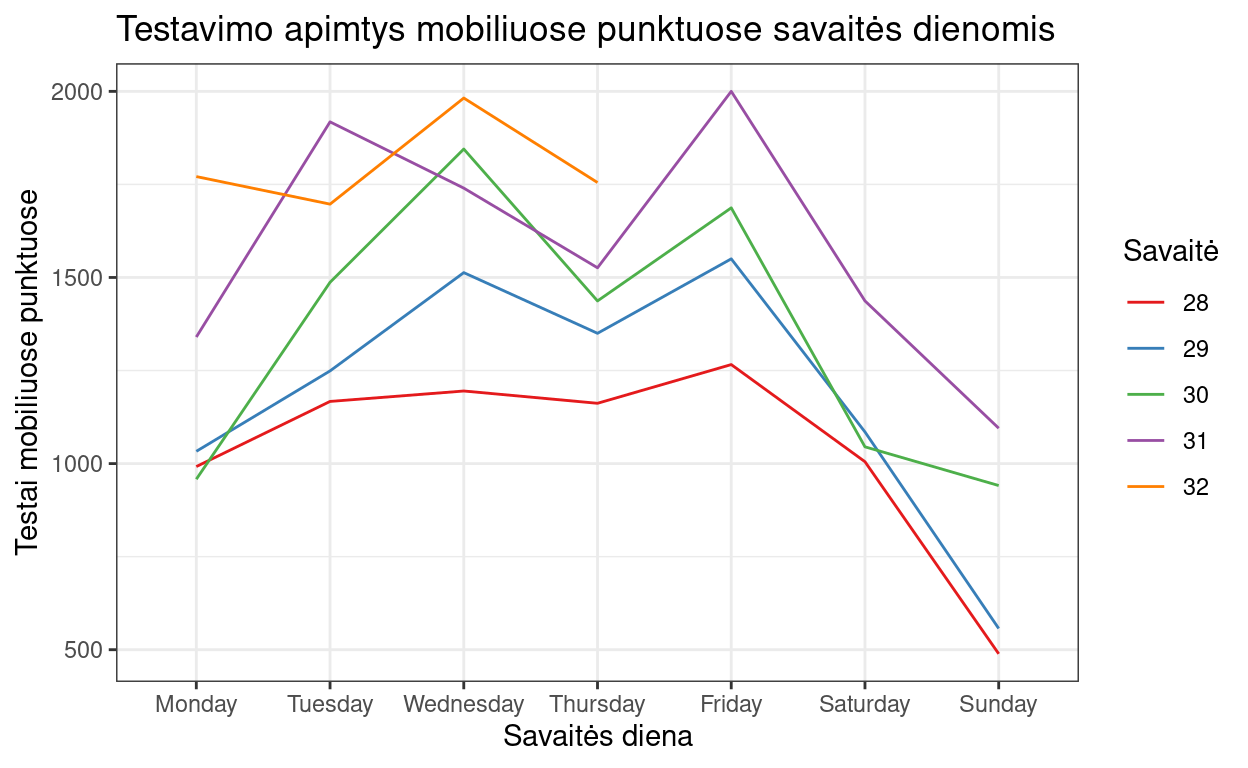 Testavimo apimtys mobiliuose punktuose savaitės dienomis
Testai mobiliuose punktuose
2000
1500
1000
500
Monday Tuesday Wednesday Thursday Friday Saturday Sunday
Savaitės diena
Savaitė
28
29
30
31
32